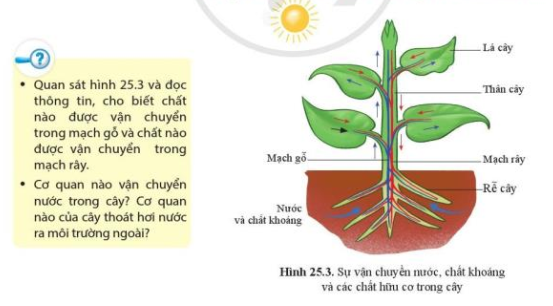 ?
• Quan sát hình 25.3 và đọc
thông tin, cho biết chất
nào được vận chuyển
trong mạch gỗ và chất nào
được vận chuyển trong
mạch rây.
• Cơ quan nào vận chuyển
nước trong cây? Cơ quan
nào của cây thoát hơi nước
ra môi trường ngoài?
Lá cây
Thân cây
Mạch gỗ
Mạch rây
Rễ cây
Nước
và chất khoáng
Hình 25.3. Sự vận chuyển nước, chất khoáng
và các chất hữu cơ trong cây